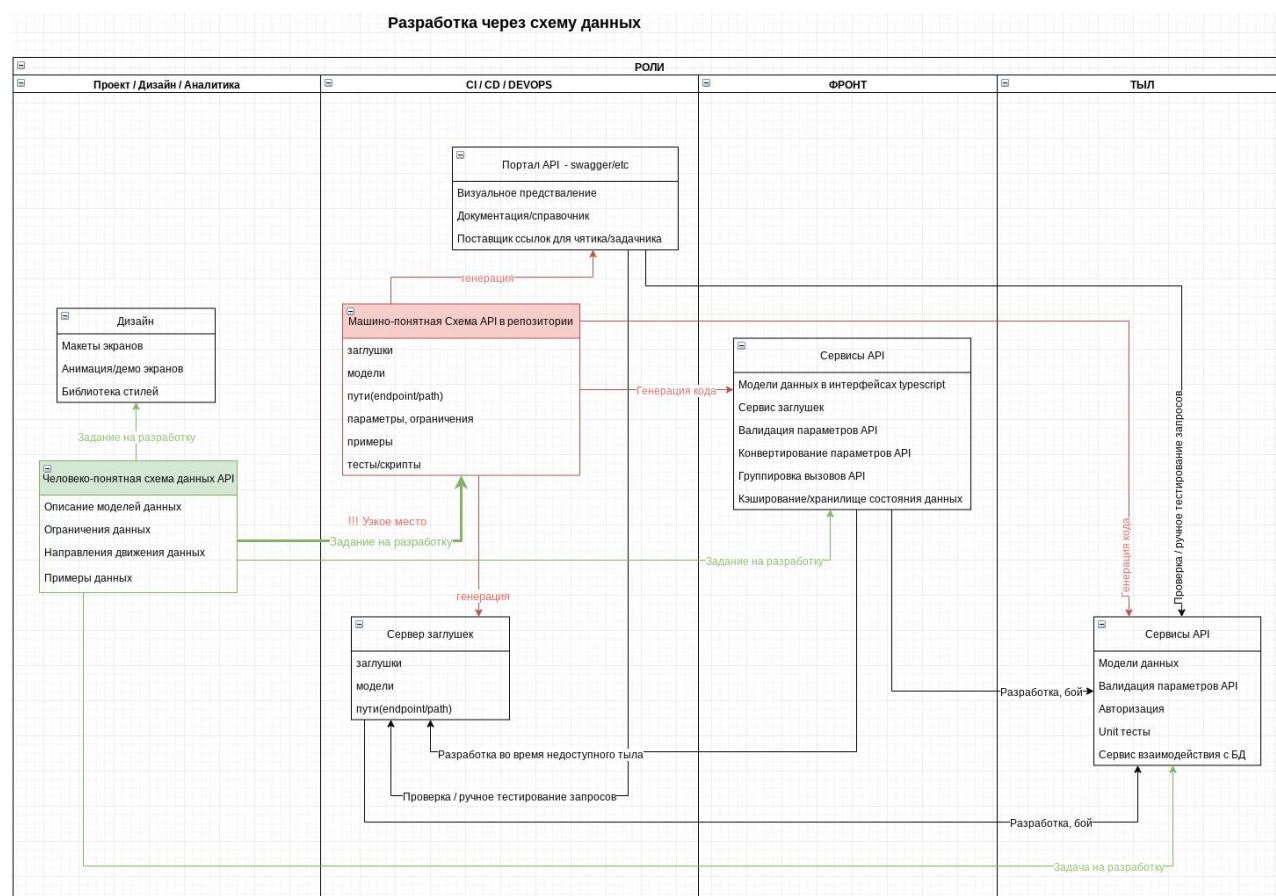 Разработка через схему данных
РОЛИ
Проект / Дизайн / Аналитика
CI / CD / DEVOPS
ФРОНТ
ТЫЛ
Портал API - swagger/etc
Визуальное предстваление
Документация/справочник
Поставщик ссылок для чятика/задачника
генерация
Дизайн
Макеты экранов
Анимация/демо экранов
Библиотека стилей
Задание на разработку
Человеко-понятная схема данных API
Описание моделей данных
Ограничения данных
Направления движения данных
Примеры данных
Машино-понятная Схема API в репозитории
заглушки
модели
пути(endpoint/path)
параметры, ограничения
примеры
тесты/скрипты
!!! Узкое место
Задание на разработку
Генерация кода
Сервисы API
Модели данных в интерфейсах typescript
Сервис заглушек
Валидация параметров API
Конвертирование параметров API
Группировка вызовов API
Кэширование/хранилище состояния данных
Задание на разработку
Генерация кода
Проверка / ручное тестирование запросов
генерация
Сервер заглушек
заглушки
модели
пути(endpoint/path)
Сервисы API
Модели данных
Валидация параметров API
Авторизация
Unit тесты
Сервис взаимодействия с БД
Разработка, бой
Разработка во время недоступного тыла
Проверка / ручное тестирование запросов
Разработка, бой
Задача на разработку